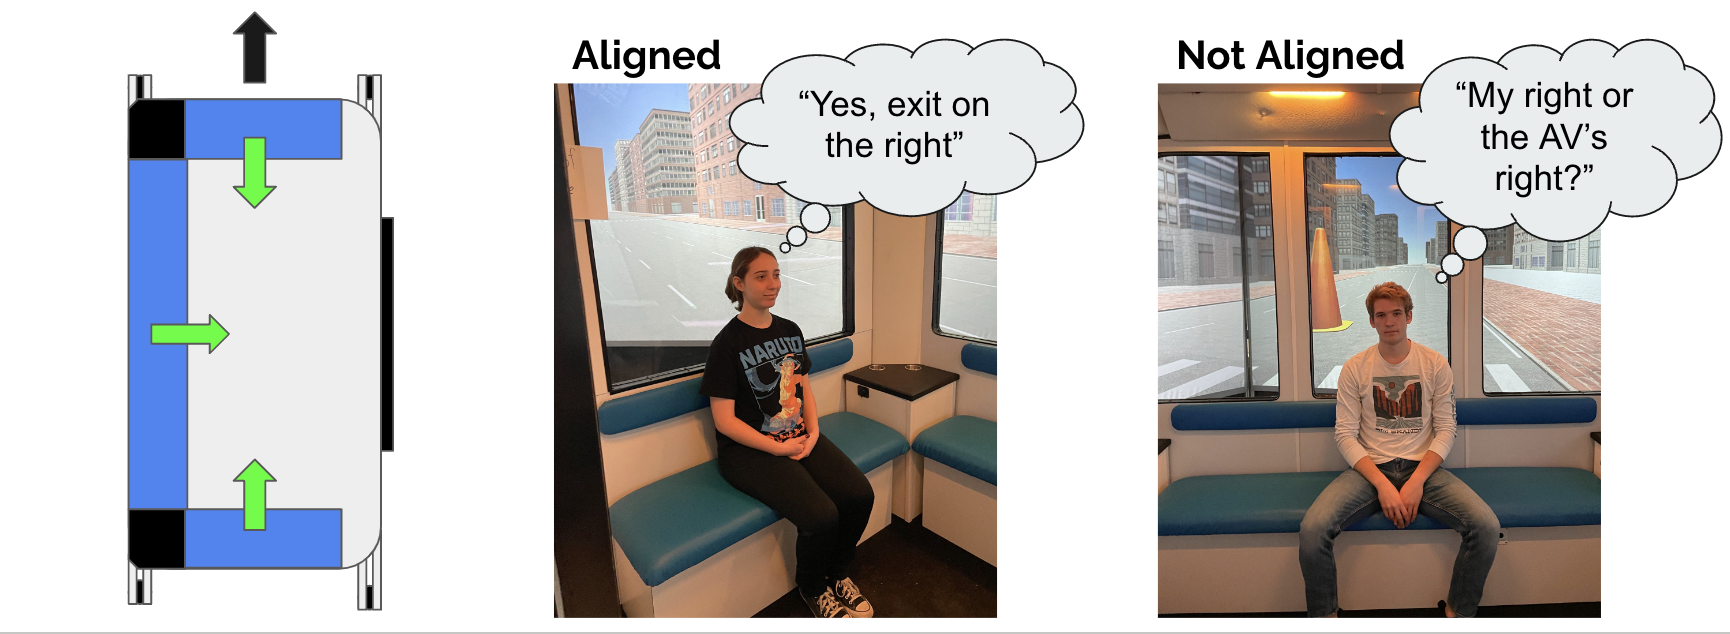 Aligned
“Yes, exit on
the right”
NARUTO
Not Aligned
“My right or
the AV’s
right?”